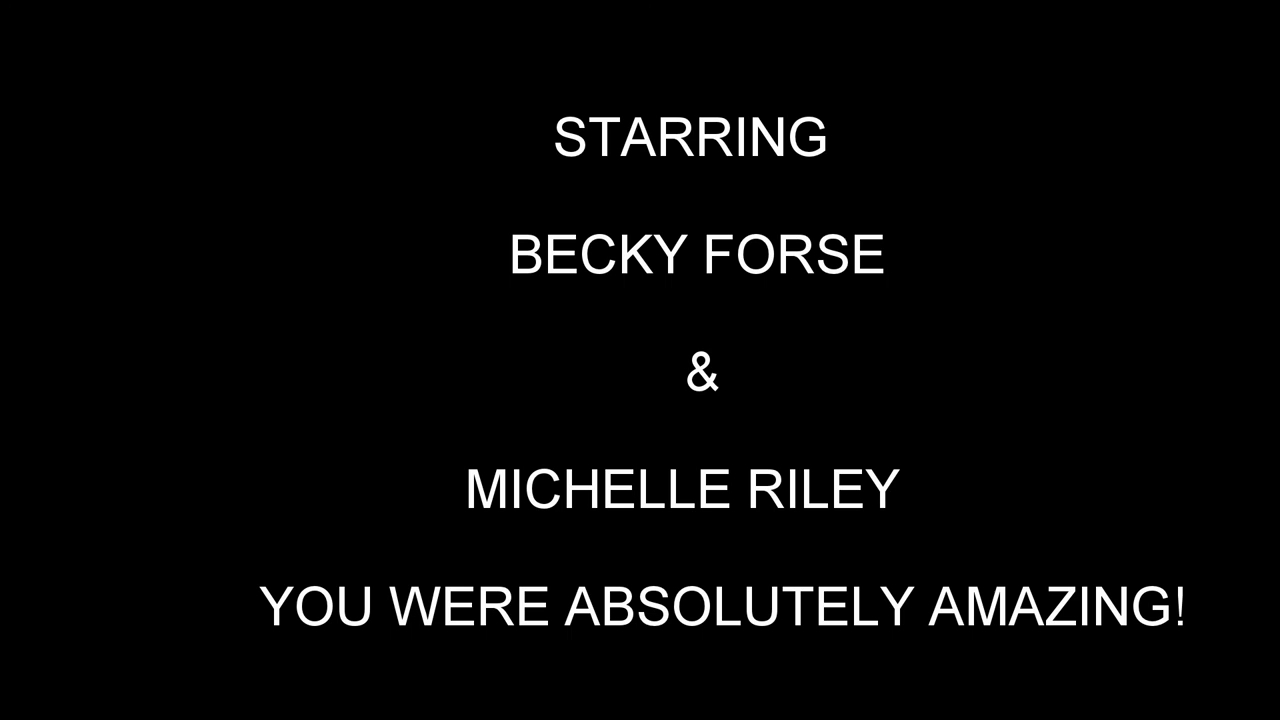 STARRING
BECKY FORSE
&
MICHELLE RILEY
YOU WERE ABSOLUTELY AMAZING!